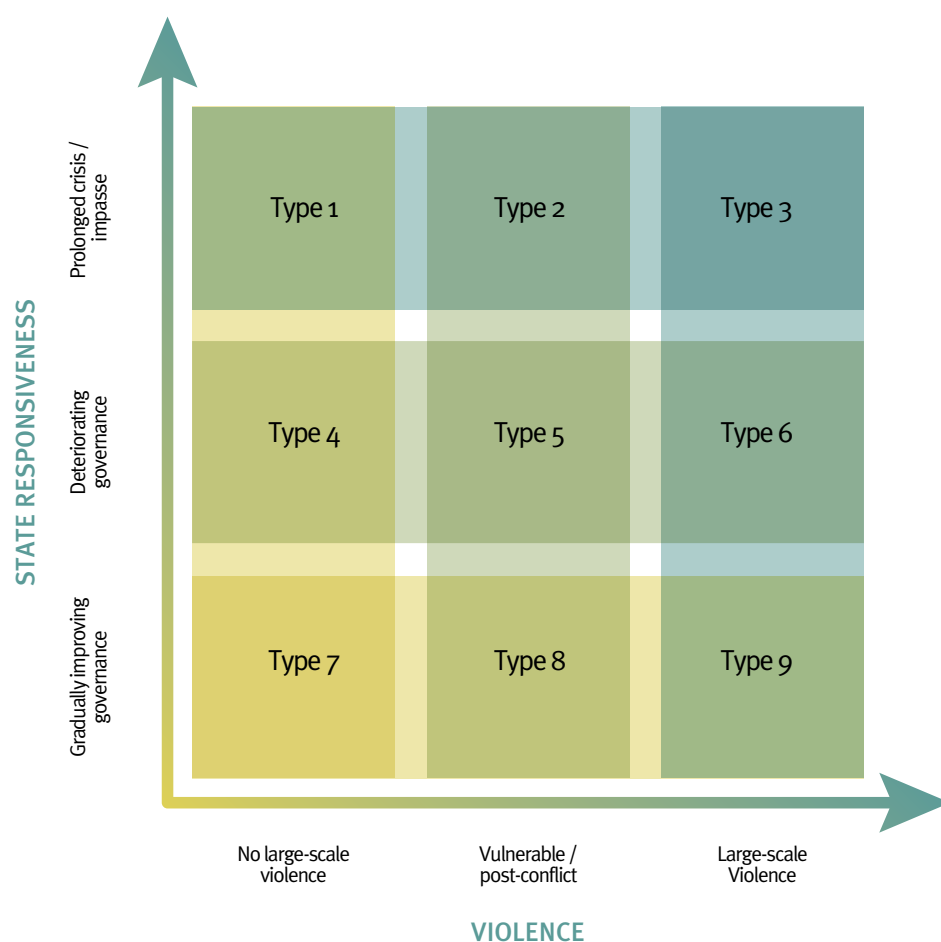 STATE RESPONSIVENESS
Prolonged crisis /
impasse
Type 1
Type 2
Type 3
Deteriorating
governance
Type 4
Type 5
Type 6
Gradually improving
governance
Type 7
Type 8
Type 9
No large-scale
violence
Vulnerable /
post-conflict
Large-scale
Violence
VIOLENCE